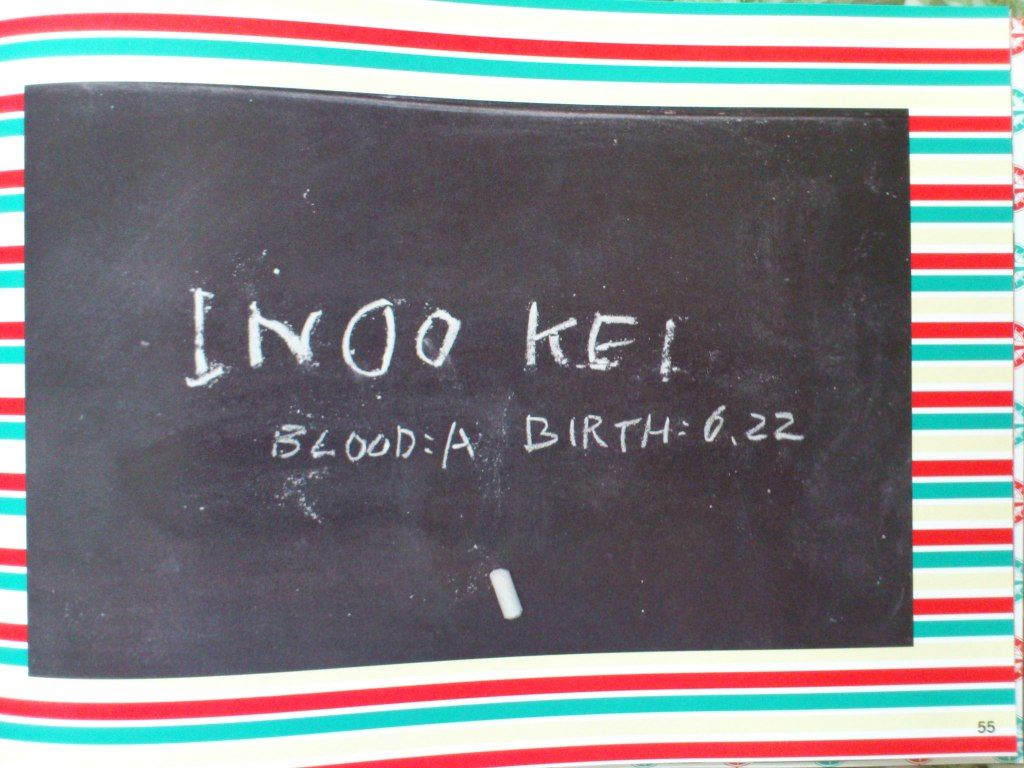 INOO KEI
BLOOD:A BIRTH:6.22
55